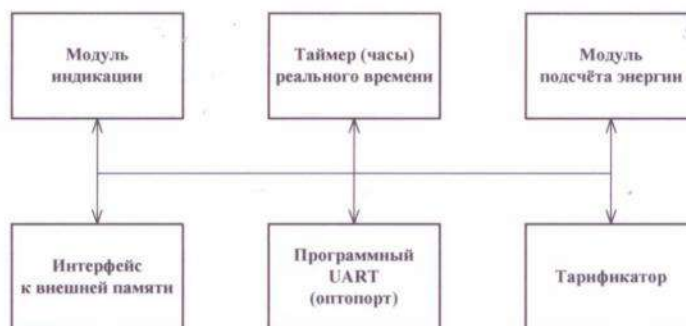 Модуль
индикации
Таймер (часы)
реального времени
Модуль
подсчёта энергии
Интерфейс
к внешней памяти
Программный
UART
(оптопорт)
Тарификатор